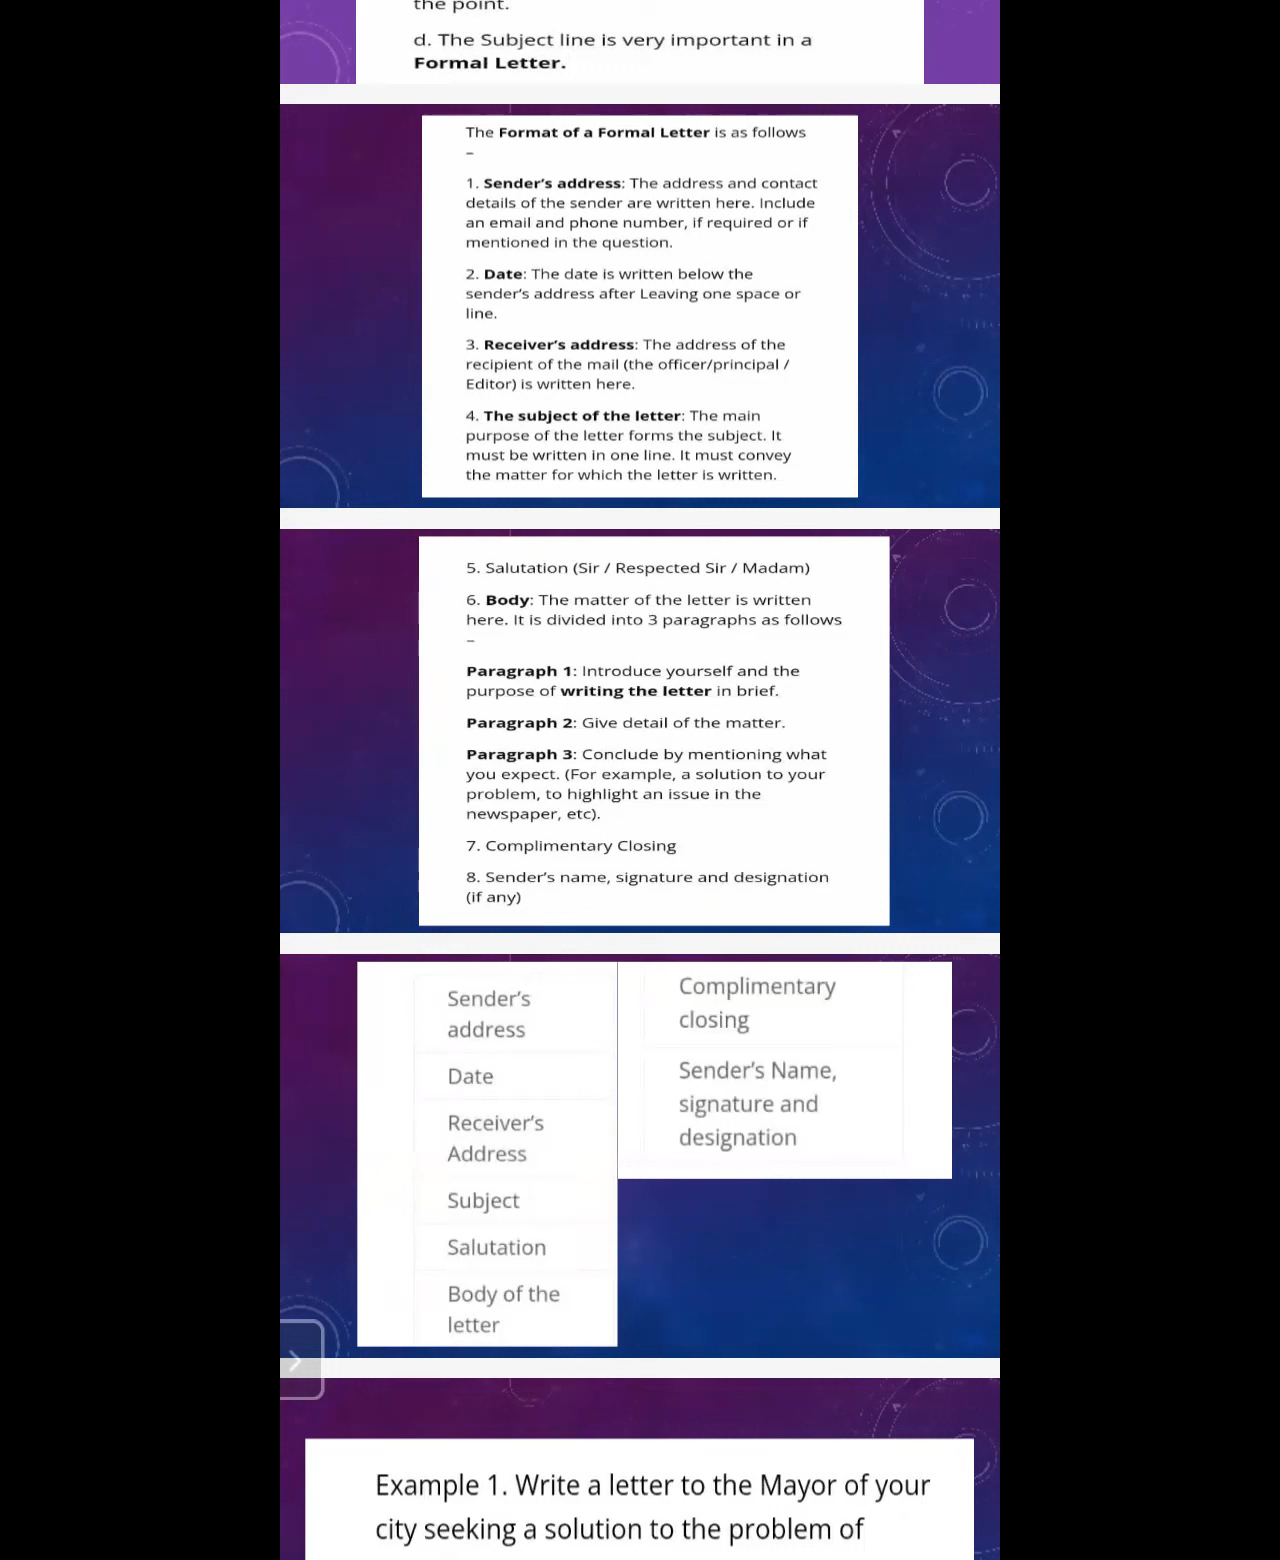 the point.
d. The Subject line is very important in a
Formal Letter.
The Format of a Formal Letter is as follows
–
1. Sender's address: The address and contact
details of the sender are written here. Include
an email and phone number, if required or if
mentioned in the question.
2. Date: The date is written below the
sender's address after Leaving one space or
line.
3. Receiver's address: The address of the
recipient of the mail (the officer/principal /
Editor) is written here.
4. The subject of the letter: The main
purpose of the letter forms the subject. It
must be written in one line. It must convey
the matter for which the letter is written.
5. Salutation (Sir / Respected Sir / Madam)
6. Body: The matter of the letter is written
here. It is divided into 3 paragraphs as follows
–
Paragraph 1: Introduce yourself and the
purpose of writing the letter in brief.
Paragraph 2: Give detail of the matter.
Paragraph 3: Conclude by mentioning what
you expect. (For example, a solution to your
problem, to highlight an issue in the
newspaper, etc).
7. Complimentary Closing
8. Sender's name, signature and designation
(if any)
Sender's
address
Date
Receiver's
Address
Subject
Salutation
Body of the
letter
Complimentary
closing
Sender's Name,
signature and
designation
Example 1. Write a letter to the Mayor of your
city seeking a solution to the problem of